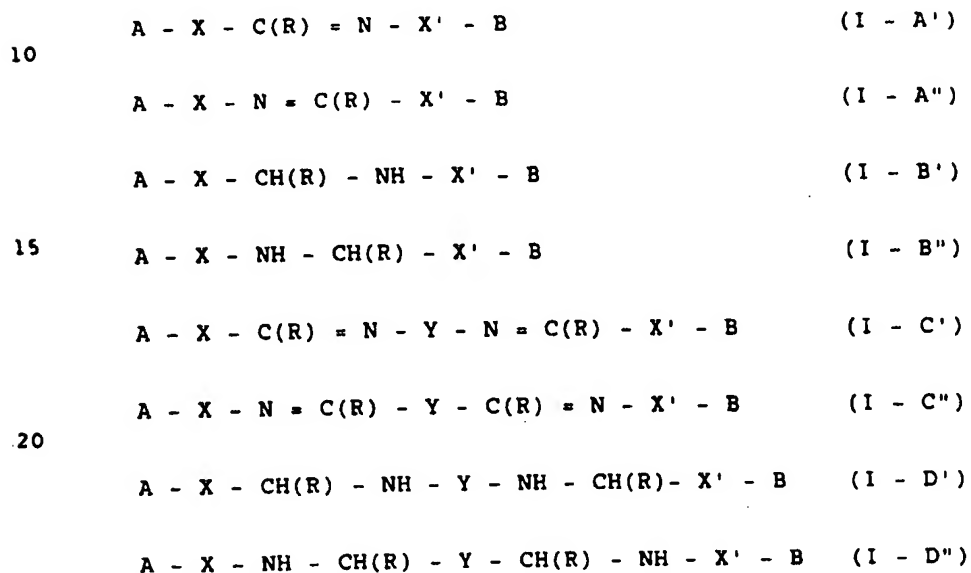 A - X - C(R) = N - X' - B (I - A')
10
A - X - N = C(R) - X' - B (I - A")
A - X - CH(R) - NH - X' - B (I - B')
15 A - X - NH - CH(R) - X' - B (I - B")
A - X - C(R) = N - Y - N = C(R) - X' - B (I - C')
A - X - N = C(R) - Y - C(R) = N - X' - B (I - C")
20
A - X - CH(R) - NH - Y - NH - CH(R)- X' - B (I - D')
A - X - NH - CH(R) - Y - CH(R) - NH - X' - B (I - D")